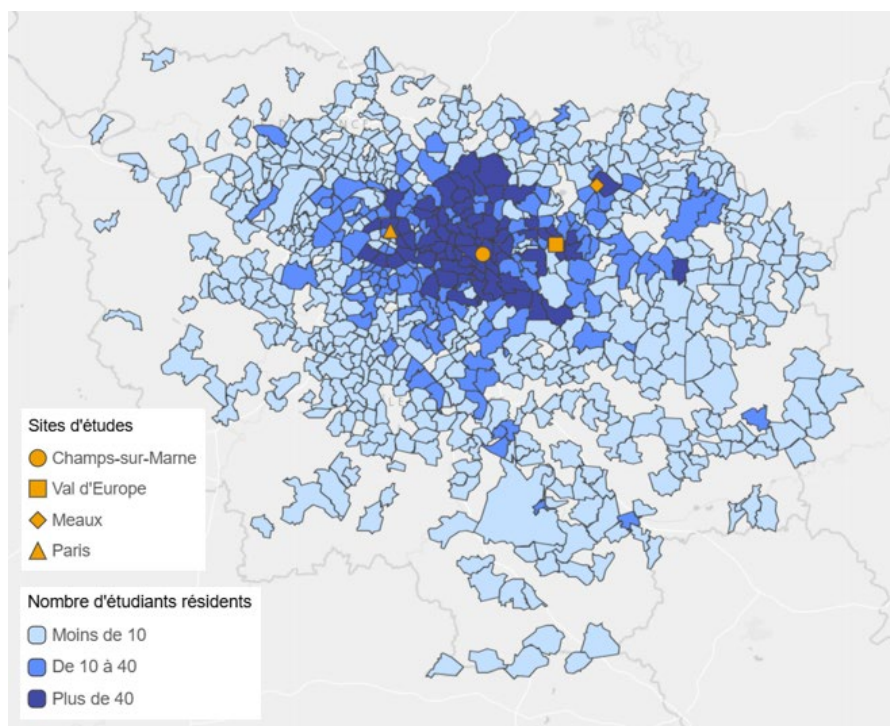 Sites d'études
Champs-sur-Marne
Val d'Europe
Meaux
Paris
Nombre d'étudiants résidents
Moins de 10
De 10 à 40
Plus de 40